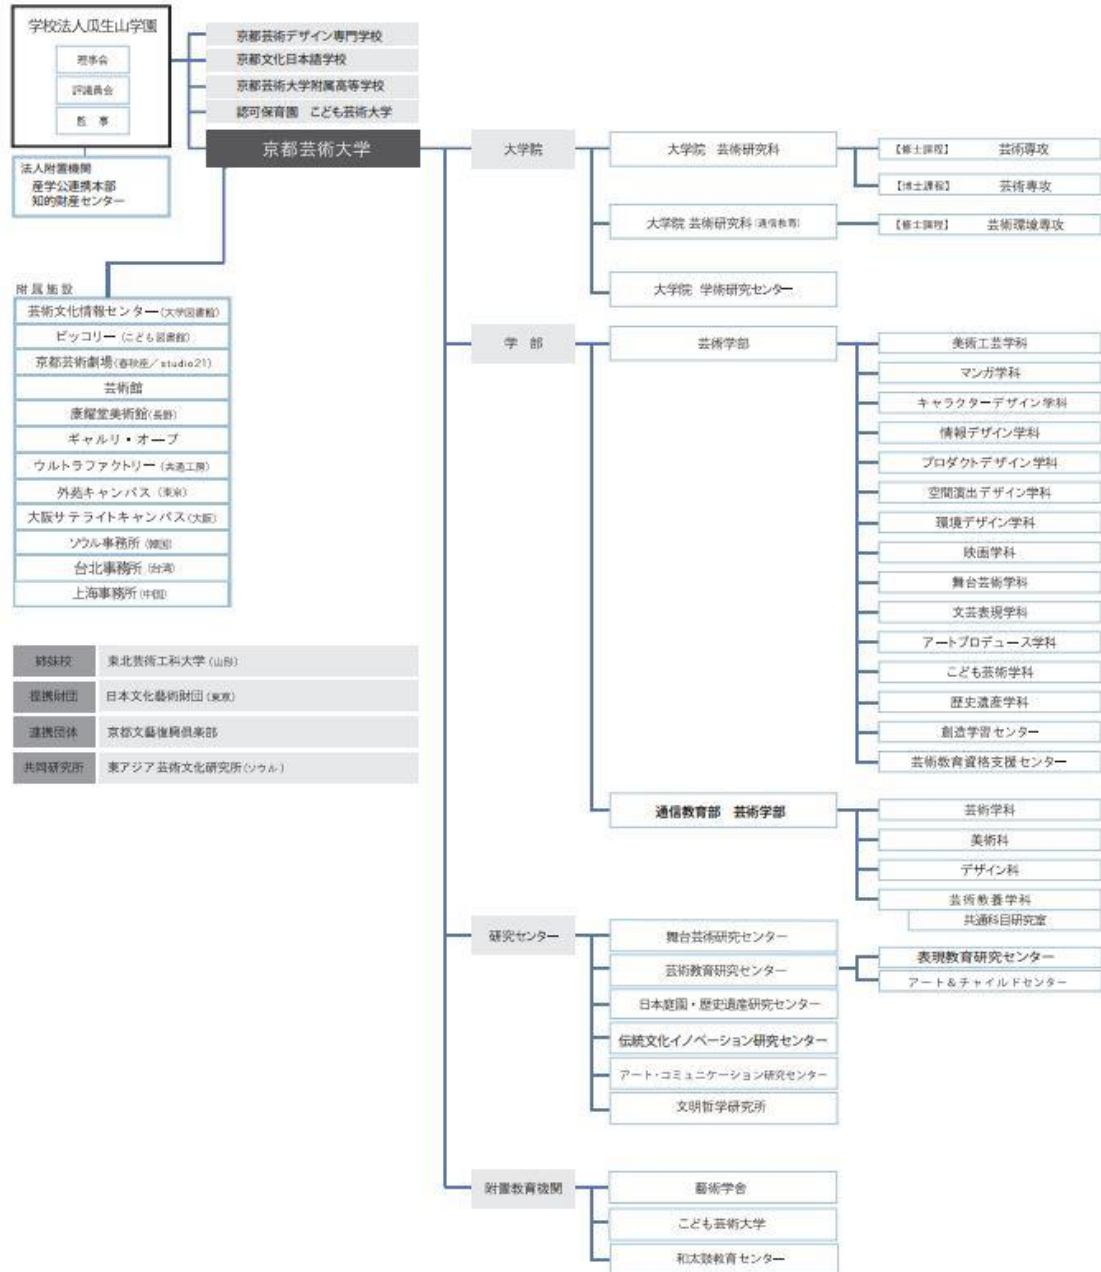 学校法人瓜生山学園
理事会
評議員会
監 事
法人附置機関
産学公連携本部
知的財産センター
京都芸術デザイン専門学校
京都文化日本語学校
京都芸術大学附属高等学校
認可保育園 こども芸術大学
京都芸術大学
附属施設
芸術文化情報センター(大学図書館)
ピッコリー(こども図書館)
京都芸術劇場(春秋座/studio21)
芸術館
康耀堂美術館(長野)
ギャルリ・オーブ
ウルトラファクトリー(共通工房)
外苑キャンパス(東京)
大阪サテライトキャンパス(大阪)
ソウル事務所(韓国)
台北事務所(台湾)
上海事務所(中国)
姉妹校 東北芸術工科大学(山形)
提携財団 日本文化藝術財団(東京)
連携団体 京都文藝復興倶楽部
共同研究所 東アジア芸術文化研究所(ソウル)
大学院
大学院 芸術研究科
【修士課程】 芸術専攻
【博士課程】 芸術専攻
大学院 芸術研究科(通信教育)
【修士課程】 芸術環境専攻
大学院 学術研究センター
学 部
芸術学部
美術工芸学科
マンガ学科
キャラクターデザイン学科
情報デザイン学科
プロダクトデザイン学科
空間演出デザイン学科
環境デザイン学科
映画学科
舞台芸術学科
文芸表現学科
アートプロデュース学科
こども芸術学科
歴史遺産学科
創造学習センター
芸術教育資格支援センター
通信教育部 芸術学部
芸術学科
美術科
デザイン科
芸術教養学科
共通科目研究室
研究センター
舞台芸術研究センター
芸術教育研究センター
表現教育研究センター
アート&チャイルドセンター
日本庭園・歴史遺産研究センター
伝統文化イノベーション研究センター
アート・コミュニケーション研究センター
文明哲学研究所
附置教育機関
藝術学舎
こども芸術大学
和太鼓教育センター